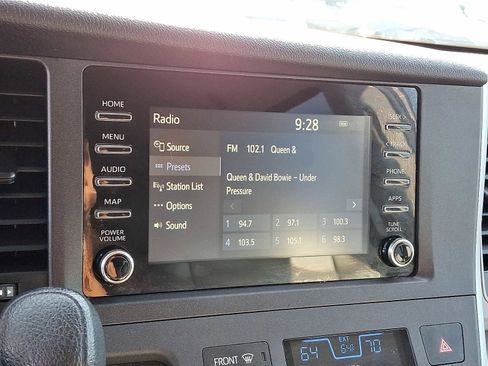 HOME
MENU
AUDIO
MAP
POWER
VOLUME
Radio
9:28
Source
Presets
Station List
Options
Sound
FM 102.1 Queen &
Queen & David Bowie – Under
Pressure
1 94.7 2 97.1 3 100.3
4 103.5 5 105.1 6 98.3
SEEK >
< TRACK
PHONE
APPS
TUNE
SCROLL
FRONT
64
EXT
64°
70